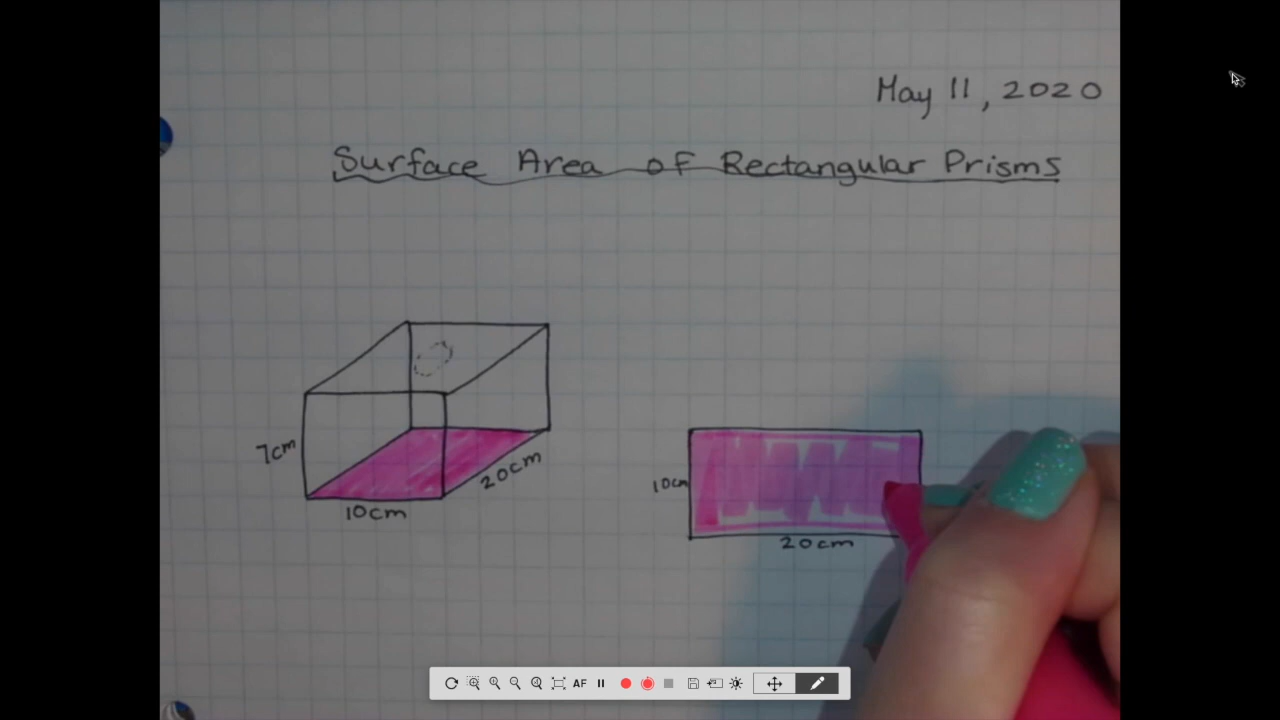 May 11, 2020
Surface Area of Rectangular Prisms
7cm
20cm
10cm
10cm
20cm
AF